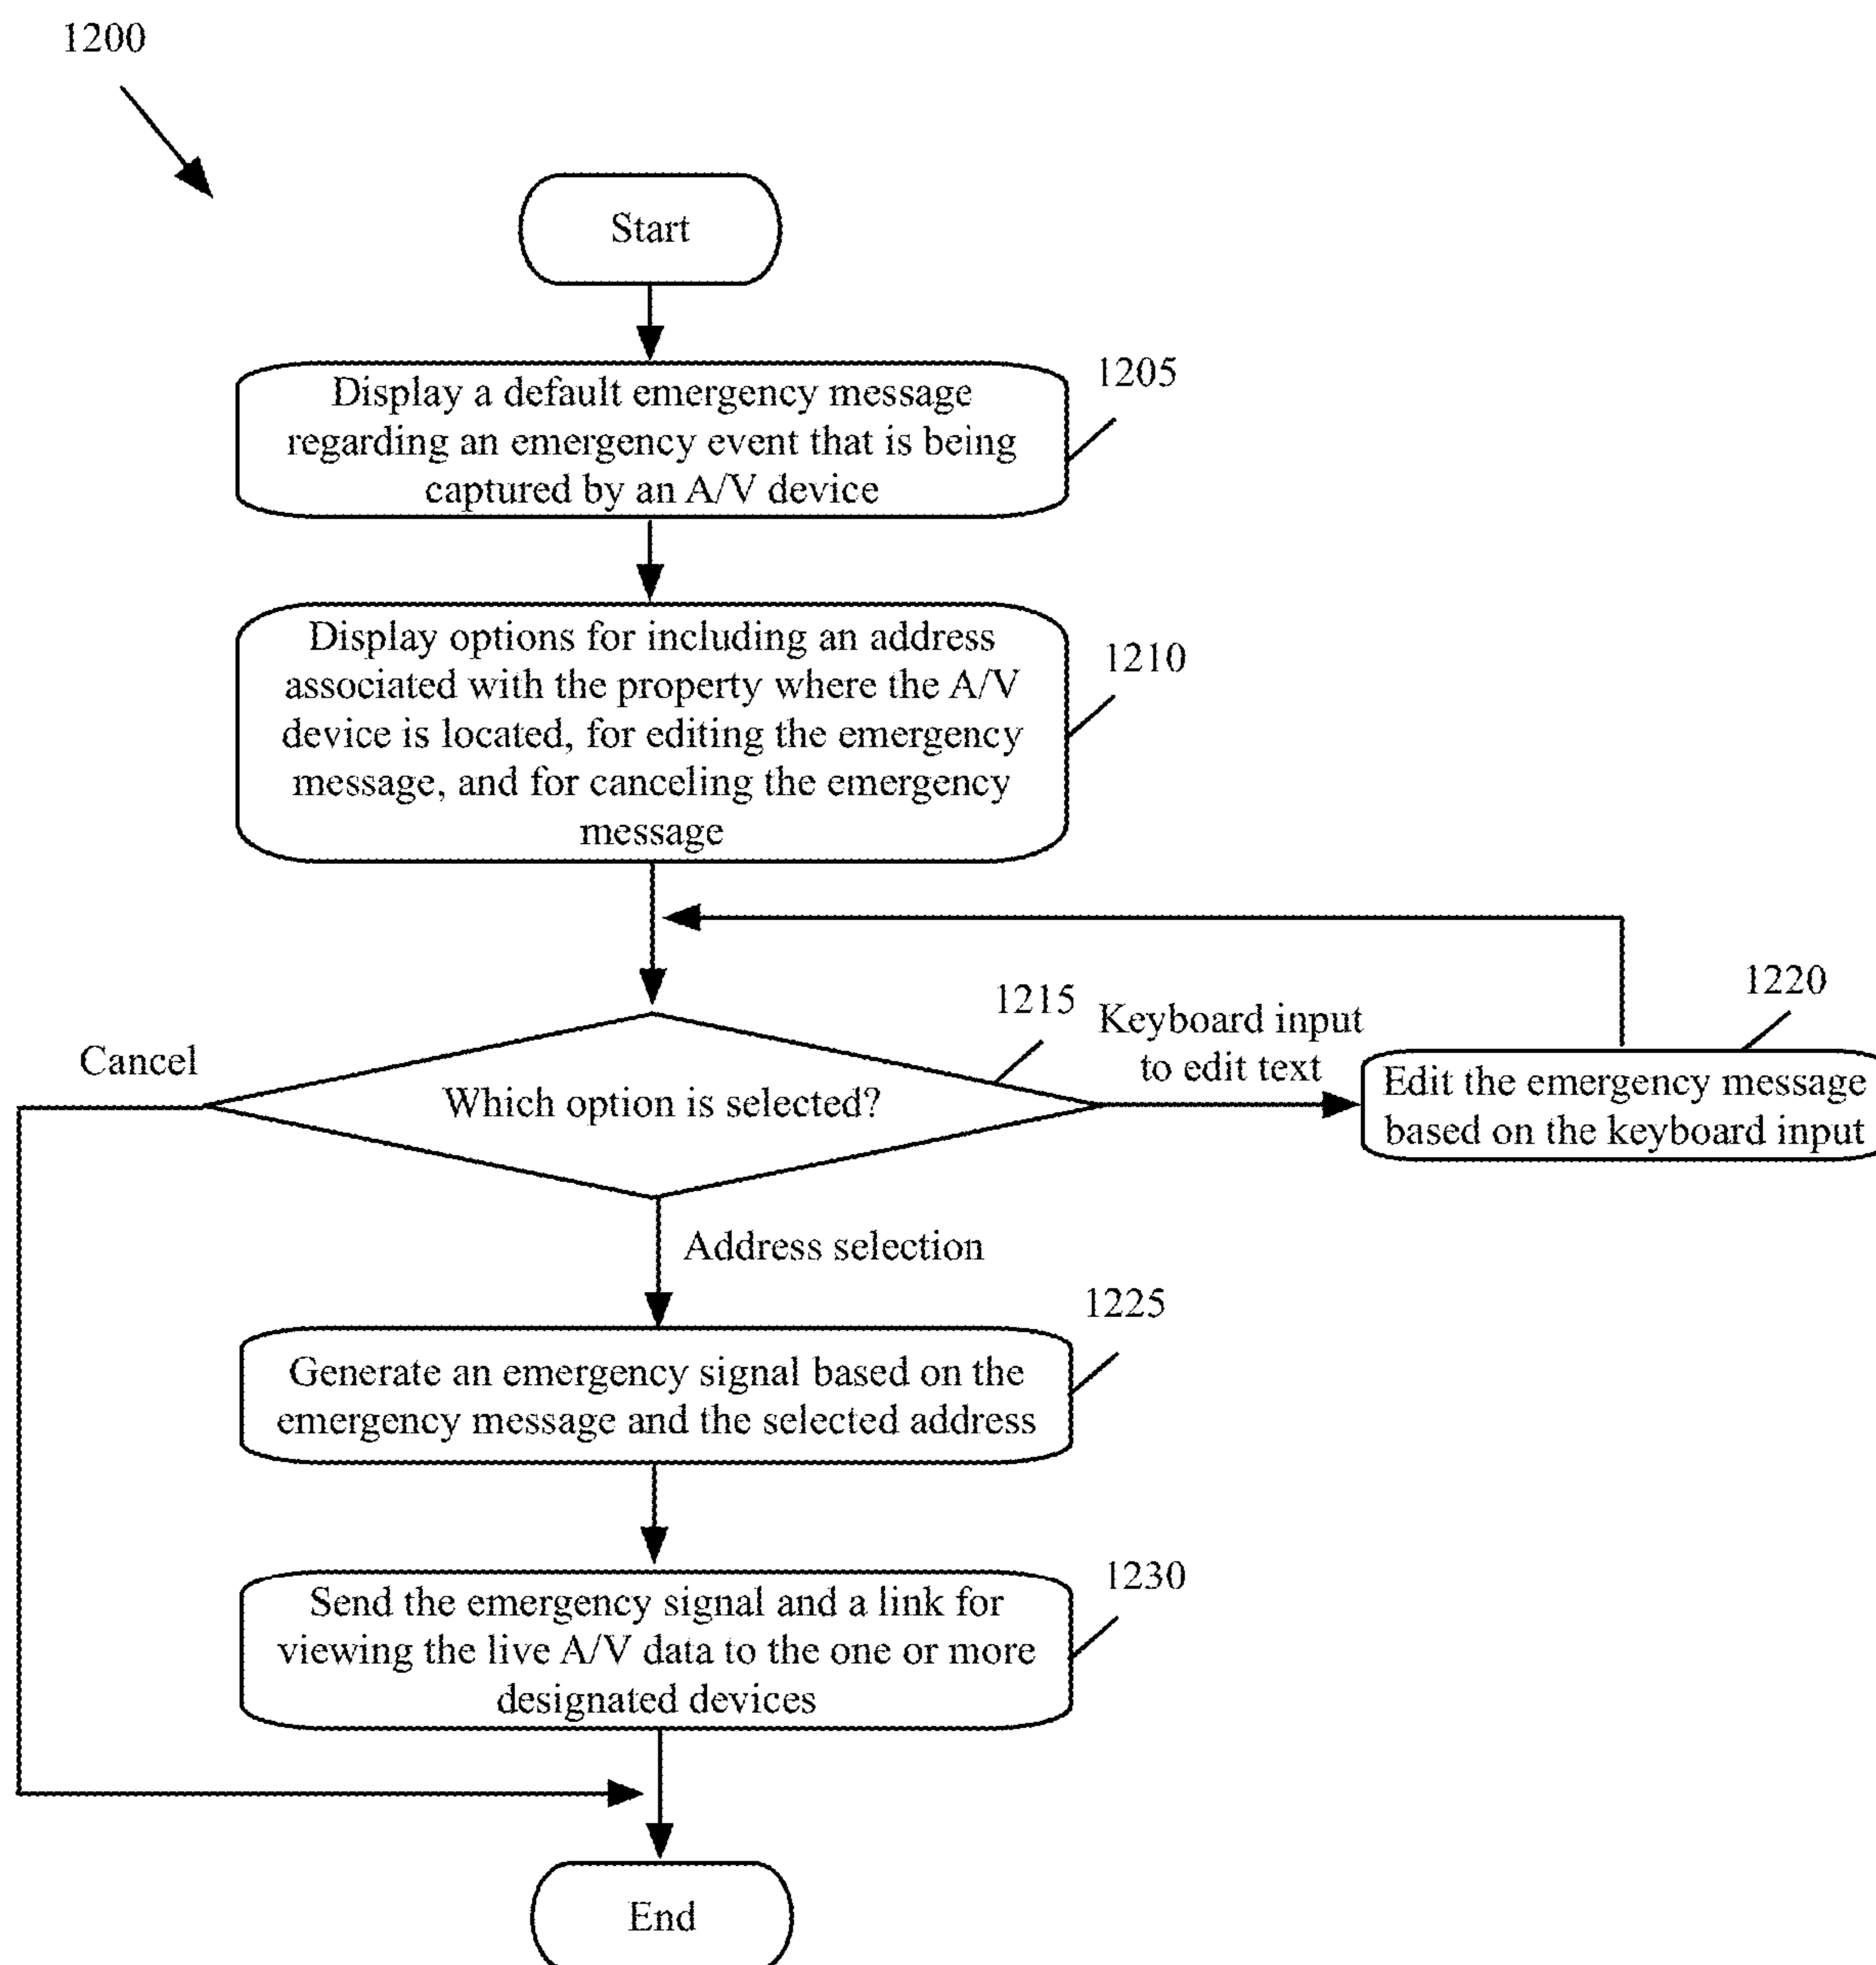 1200
Start
1205
Display a default emergency message
regarding an emergency event that is being
captured by an A/V device
1210
Display options for including an address
associated with the property where the A/V
device is located, for editing the emergency
message, and for canceling the emergency
message
1215
Which option is selected?
Cancel
Keyboard input
to edit text
1220
Edit the emergency message
based on the keyboard input
Address selection
1225
Generate an emergency signal based on the
emergency message and the selected address
1230
Send the emergency signal and a link for
viewing the live A/V data to the one or more
designated devices
End